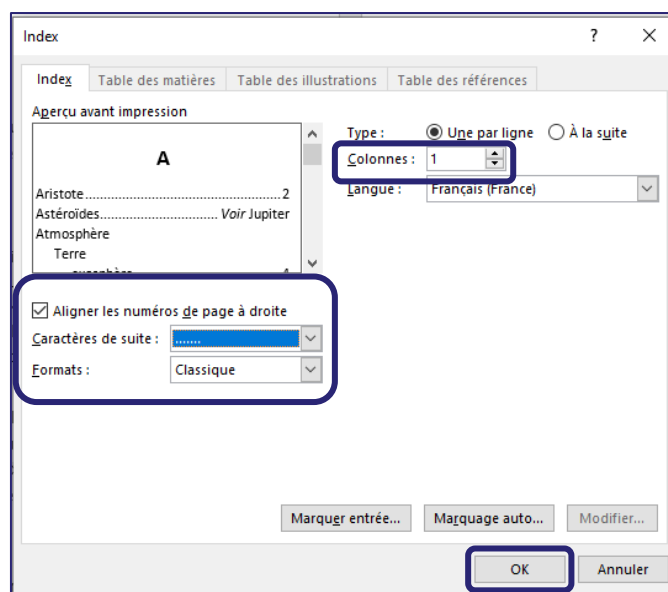 Index ?
Index Table des matières Table des illustrations Table des références
Aperçu avant impression
A
Aristote.............................................2
Astéroïdes.............................. Voir Jupiter
Atmosphère
Terre
Type : Une par ligne À la suite
Colonnes : 1
Langue : Français (France)
Aligner les numéros de page à droite
Caractères de suite : .......
Formats : Classique
Marquer entrée... Marquage auto... Modifier...
OK Annuler